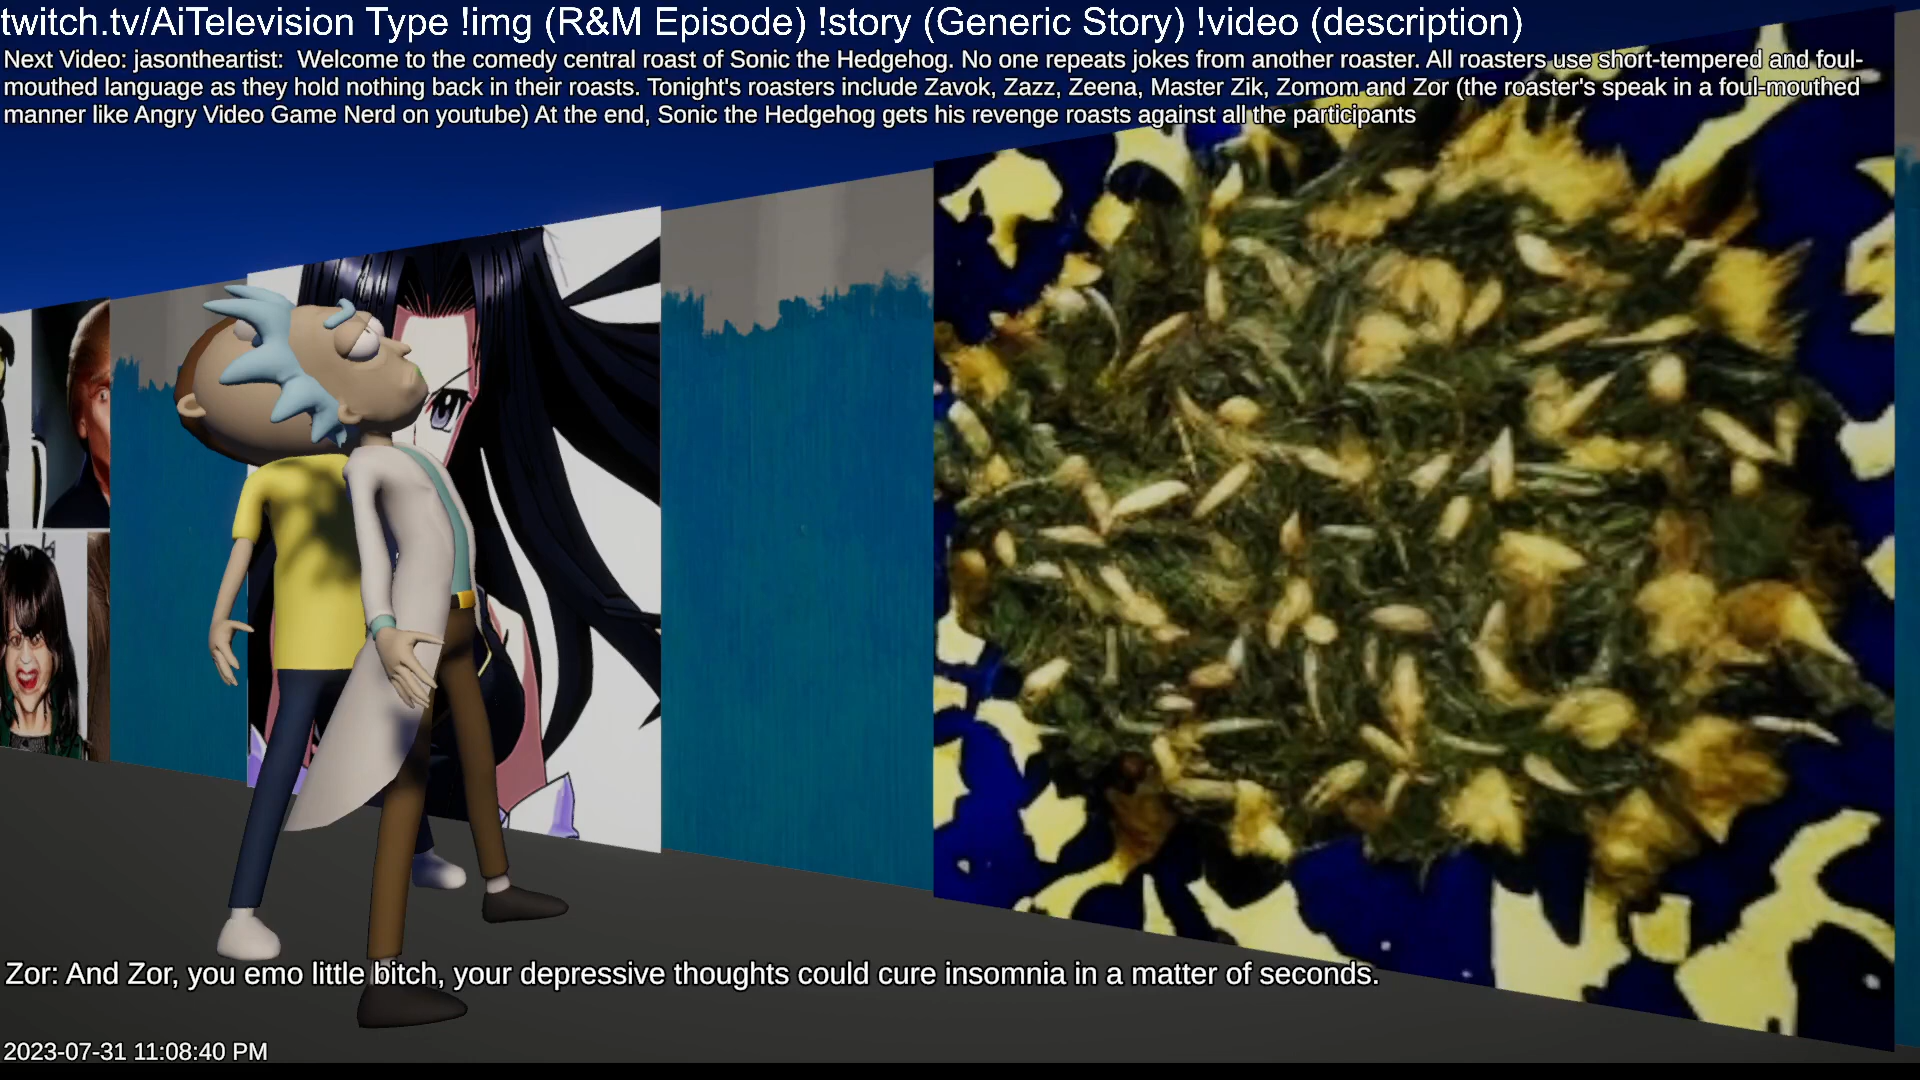 twitch.tv/AiTelevision Type !img (R&M Episode) !story (Generic Story) !video (description)
Next Video: jasontheartist:  Welcome to the comedy central roast of Sonic the Hedgehog. No one repeats jokes from another roaster. All roasters use short-tempered and foul-
mouthed language as they hold nothing back in their roasts. Tonight's roasters include Zavok, Zazz, Zeena, Master Zik, Zomom and Zor (the roaster's speak in a foul-mouthed
manner like Angry Video Game Nerd on youtube) At the end, Sonic the Hedgehog gets his revenge roasts against all the participants
Zor: And Zor, you emo little bitch, your depressive thoughts could cure insomnia in a matter of seconds.
2023-07-31 11:08:40 PM